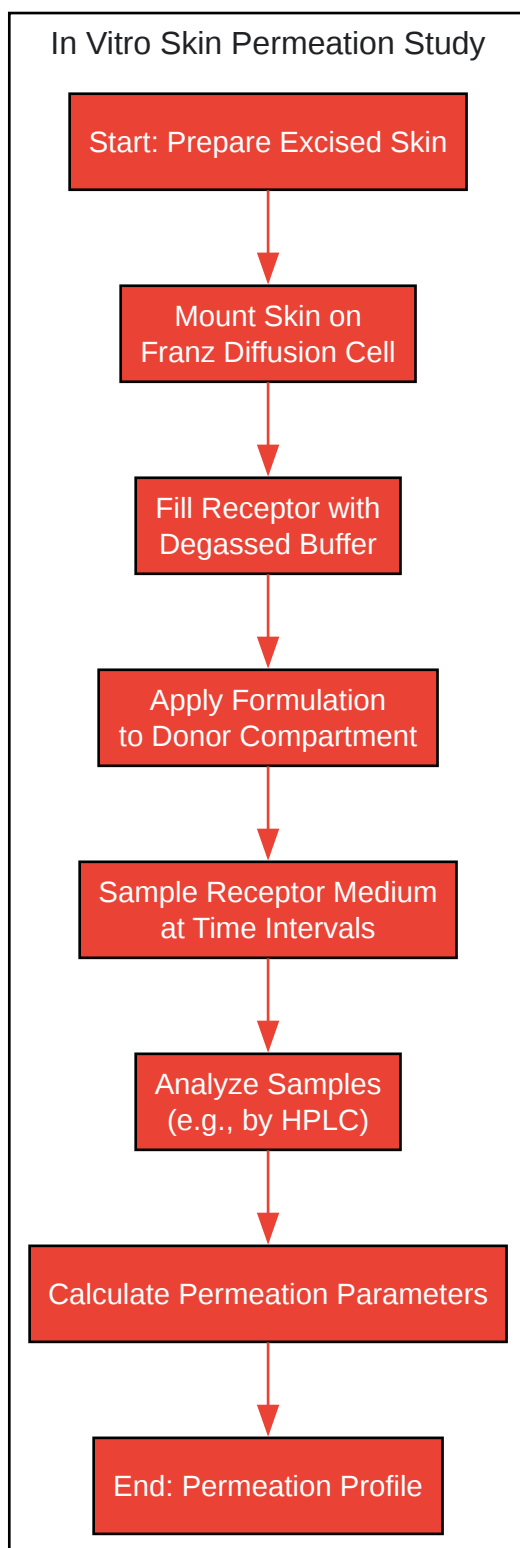 In Vitro Skin Permeation Study
Start: Prepare Excised Skin
Mount Skin on
Franz Diffusion Cell
Fill Receptor with
Degassed Buffer
Apply Formulation
to Donor Compartment
Sample Receptor Medium
at Time Intervals
Analyze Samples
(e.g., by HPLC)
Calculate Permeation Parameters
End: Permeation Profile